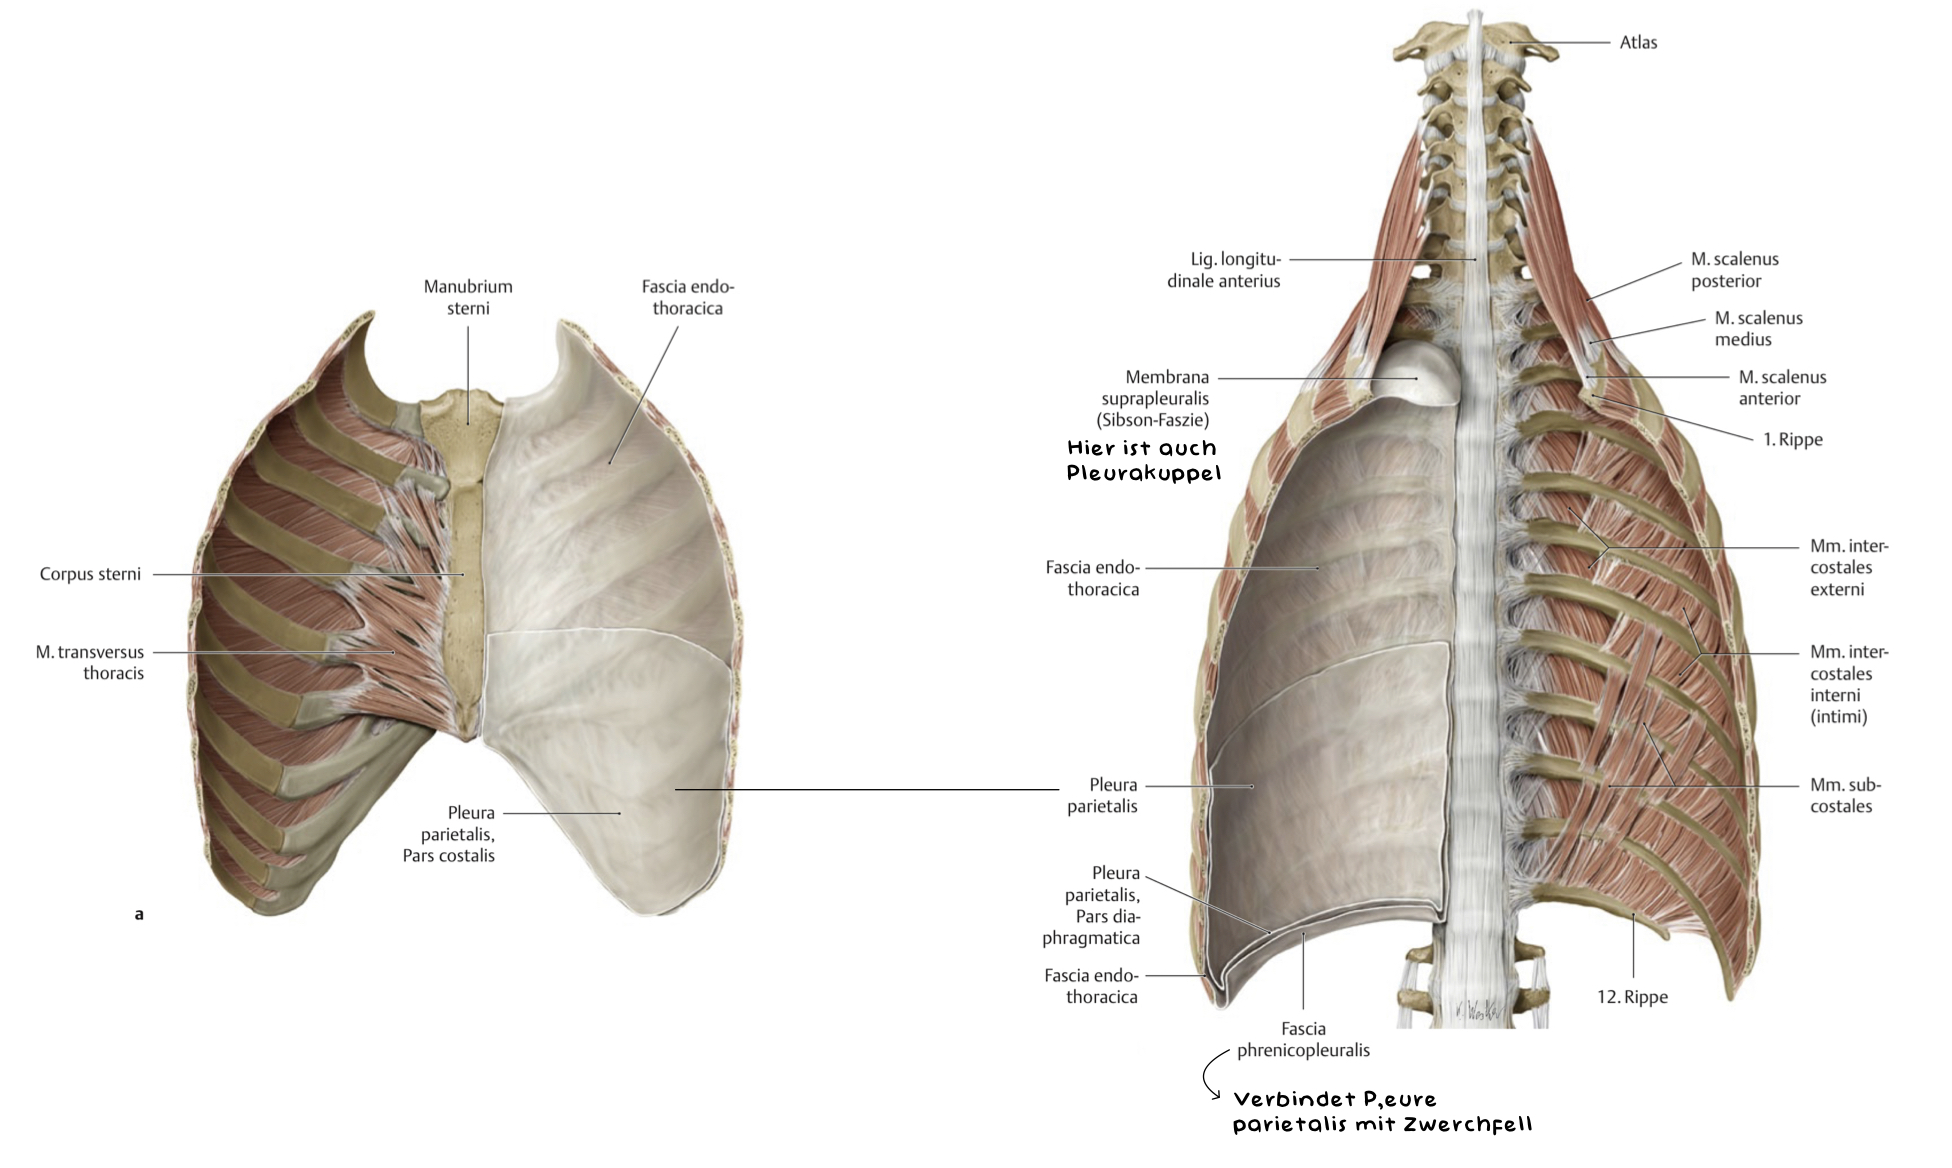 Manubrium
sterni
Fascia endo-
thoracica
Corpus sterni
M. transversus
thoracis
Pleura
parietalis,
Pars costalis
a
Atlas
Lig. longitu-
dinale anterius
M. scalenus
posterior
M. scalenus
medius
Membrana
suprapleuralis
(Sibson-Faszie)
Hier ist auch
Pleurakuppel
M. scalenus
anterior
1. Rippe
Fascia endo-
thoracica
Mm. inter-
costales
externi
Mm. inter-
costales
interni
(intimi)
Pleura
parietalis
Mm. sub-
costales
Pleura
parietalis,
Pars dia-
phragmatica
Fascia endo-
thoracica
12. Rippe
Fascia
phrenicopleuralis
Verbindet P,eure
parietalis mit Zwerchfell